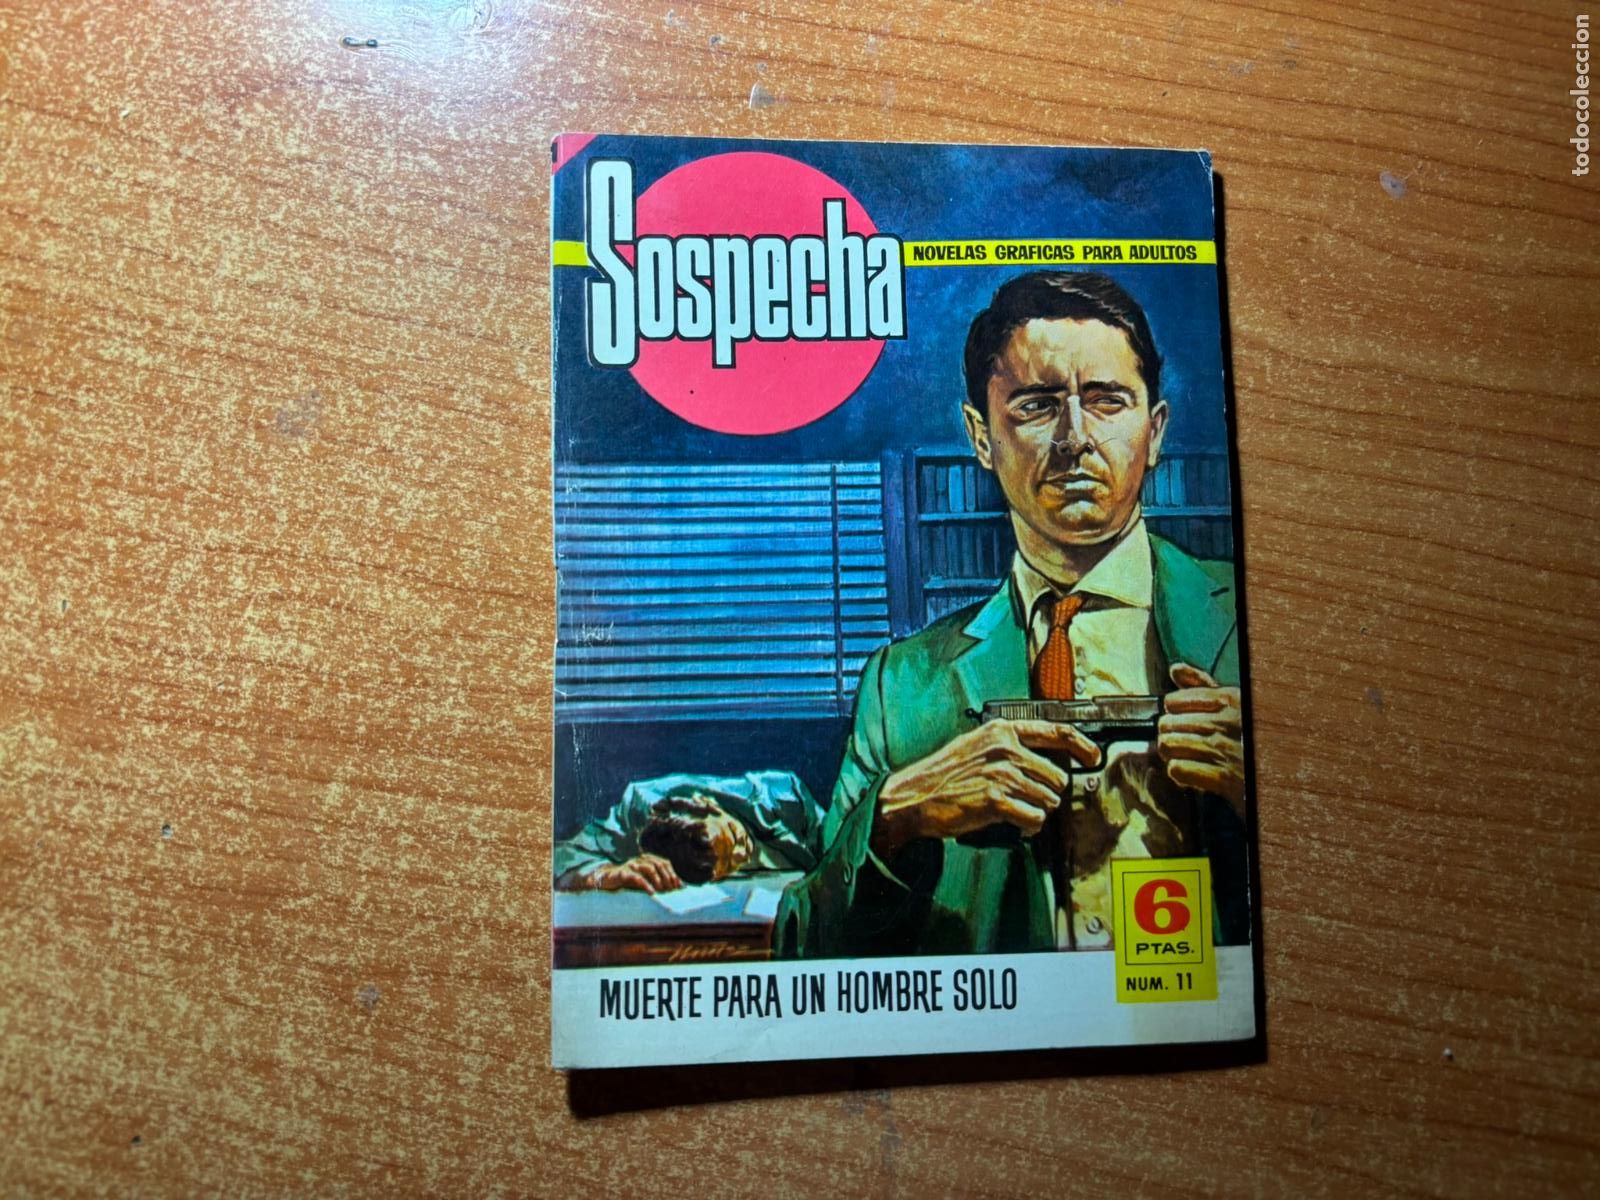 Sospecha
NOVELAS GRAFICAS PARA ADULTOS
6
PTAS.
NUM. 11
MUERTE PARA UN HOMBRE SOLO
todocoleccion